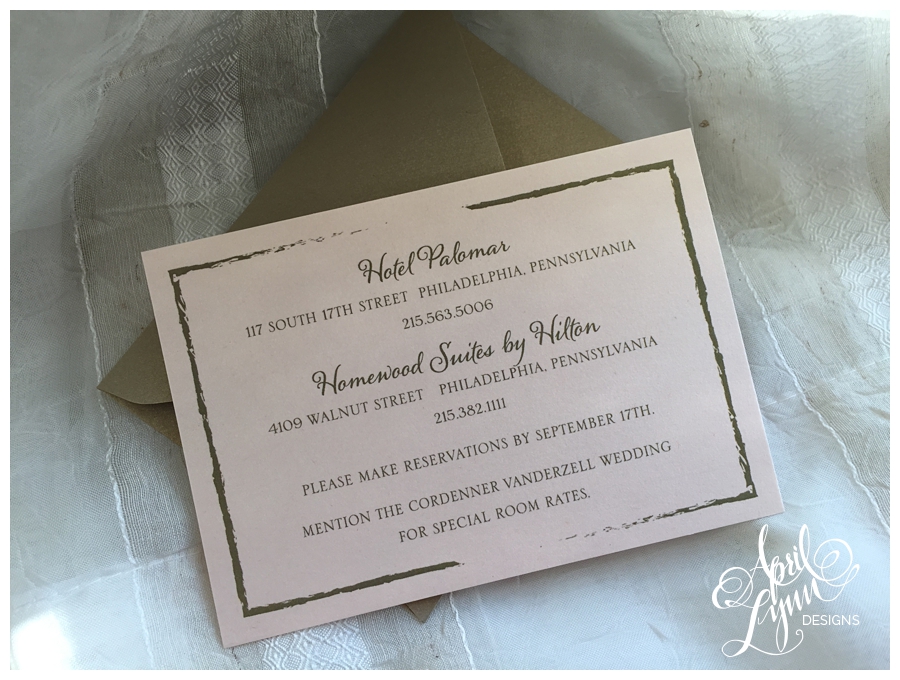 Hotel Palomar
117 SOUTH 17TH STREET PHILADELPHIA, PENNSYLVANIA
215.563.5006
Homewood Suites by Hilton
4109 WALNUT STREET PHILADELPHIA, PENNSYLVANIA
215.382.1111
PLEASE MAKE RESERVATIONS BY SEPTEMBER 17TH.
MENTION THE CORDENNER VANDERZELL WEDDING
FOR SPECIAL ROOM RATES.
April
Lynn
DESIGNS